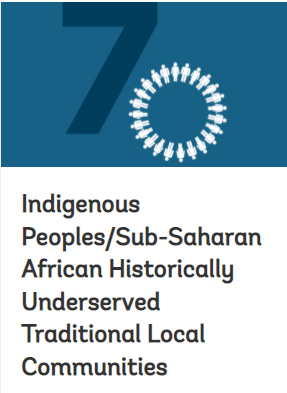 7
Indigenous
Peoples/Sub-Saharan
African Historically
Underserved
Traditional Local
Communities